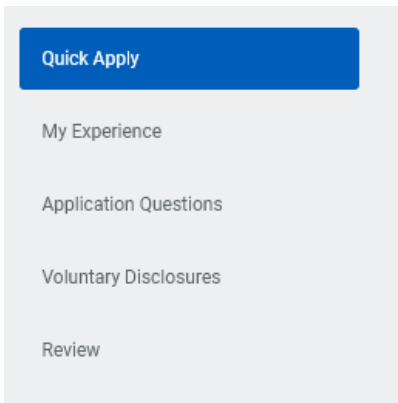 Quick Apply
My Experience
Application Questions
Voluntary Disclosures
Review